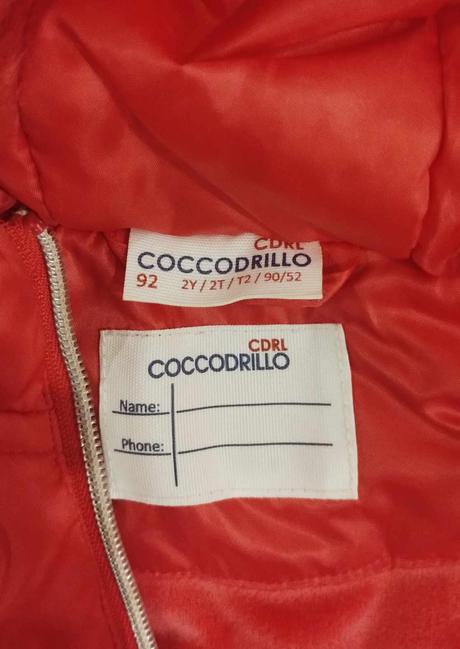 CDRL
COCCODRILLO
92 2Y / 2T / T2 / 90/52
CDRL
COCCODRILLO
Name:
Phone: